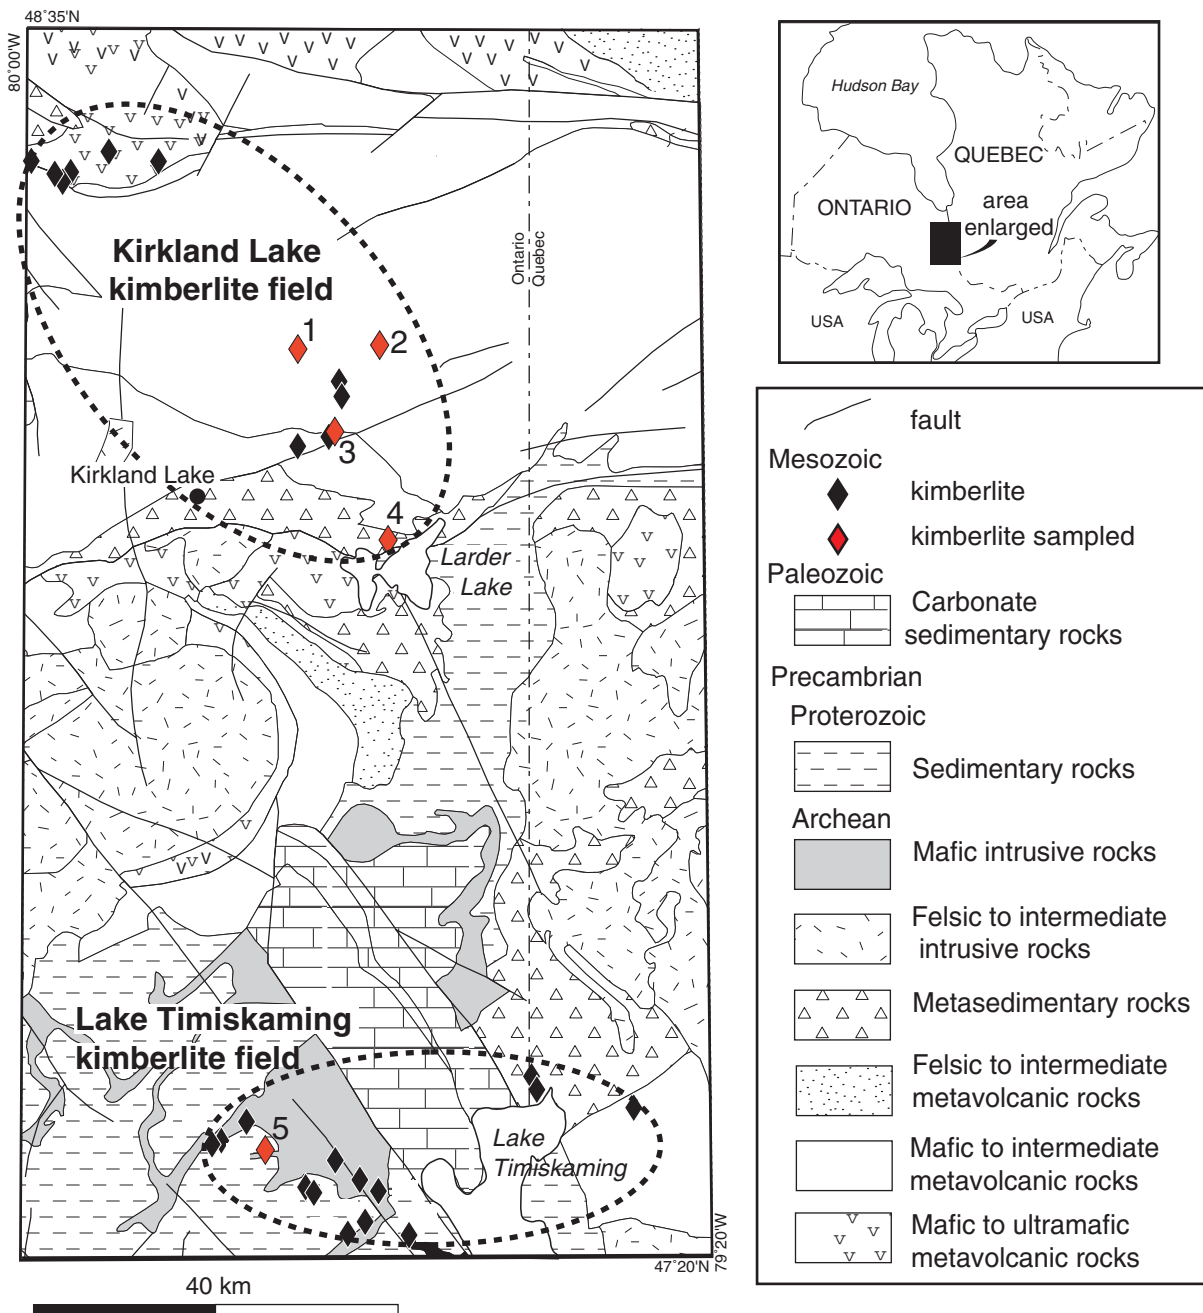 48˚35'N
80˚00'W
Kirkland Lake
kimberlite field
Ontario
Quebec
1
2
3
Kirkland Lake
4
Larder
Lake
Lake Timiskaming
kimberlite field
5
Lake
Timiskaming
47˚20'N
79˚20'W
40 km
Hudson Bay
QUEBEC
ONTARIO
area
enlarged
USA
USA
fault
Mesozoic
kimberlite
kimberlite sampled
Paleozoic
Carbonate
sedimentary rocks
Precambrian
Proterozoic
Sedimentary rocks
Archean
Mafic intrusive rocks
Felsic to intermediate
intrusive rocks
Metasedimentary rocks
Felsic to intermediate
metavolcanic rocks
Mafic to intermediate
metavolcanic rocks
Mafic to ultramafic
metavolcanic rocks